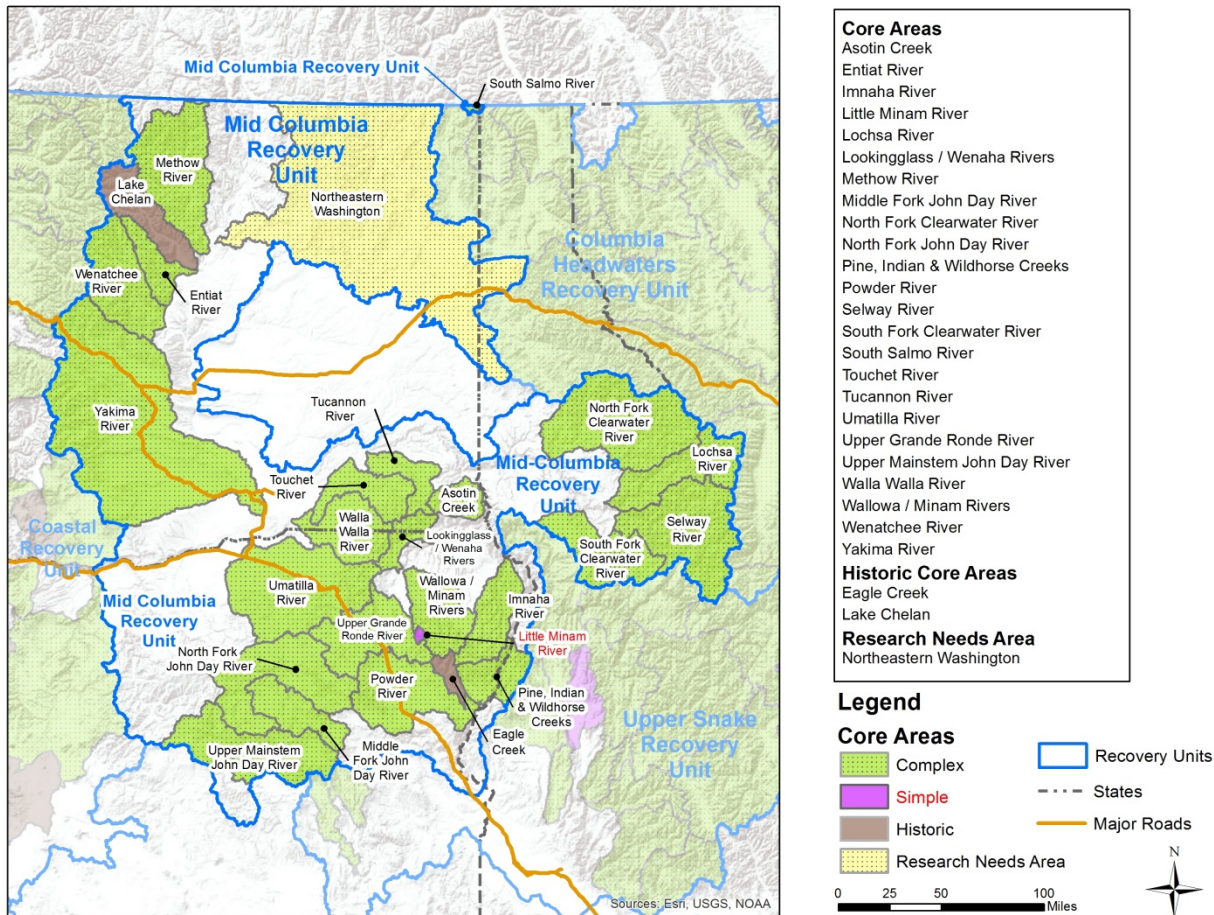 Mid Columbia Recovery Unit
South Salmo River
Mid Columbia
Recovery
Unit
Methow
River
Lake
Chelan
Northeastern
Washington
Columbia
Headwaters
Recovery Unit
Wenatchee
River
Entiat
River
Yakima
River
Tucannon
River
Touchet
River
North Fork
Clearwater
River
Lochsa
River
Mid-Columbia
Recovery
Unit
Asotin
Creek
Walla
Walla
River
Lookingglass
/ Wenaha
Rivers
Selway
River
South Fork
Clearwater
River
Coastal
Recovery
Unit
Umatilla
River
Wallowa /
Minam
Rivers
Imnaha
River
Mid Columbia
Recovery
Unit
Upper Grande
Ronde River
Little Minam
River
North Fork
John Day River
Powder
River
Pine, Indian
& Wildhorse
Creeks
Eagle
Creek
Upper Snake
Recovery
Unit
Upper Mainstem
John Day River
Middle
Fork John
Day River
Sources: Esri, USGS, NOAA
Core Areas
Asotin Creek
Entiat River
Imnaha River
Little Minam River
Lochsa River
Lookingglass / Wenaha Rivers
Methow River
Middle Fork John Day River
North Fork Clearwater River
North Fork John Day River
Pine, Indian & Wildhorse Creeks
Powder River
Selway River
South Fork Clearwater River
South Salmo River
Touchet River
Tucannon River
Umatilla River
Upper Grande Ronde River
Upper Mainstem John Day River
Walla Walla River
Wallowa / Minam Rivers
Wenatchee River
Yakima River
Historic Core Areas
Eagle Creek
Lake Chelan
Research Needs Area
Northeastern Washington
Legend
Core Areas
Complex
Simple
Historic
Research Needs Area
Recovery Units
States
Major Roads
N
0 25 50 100
Miles